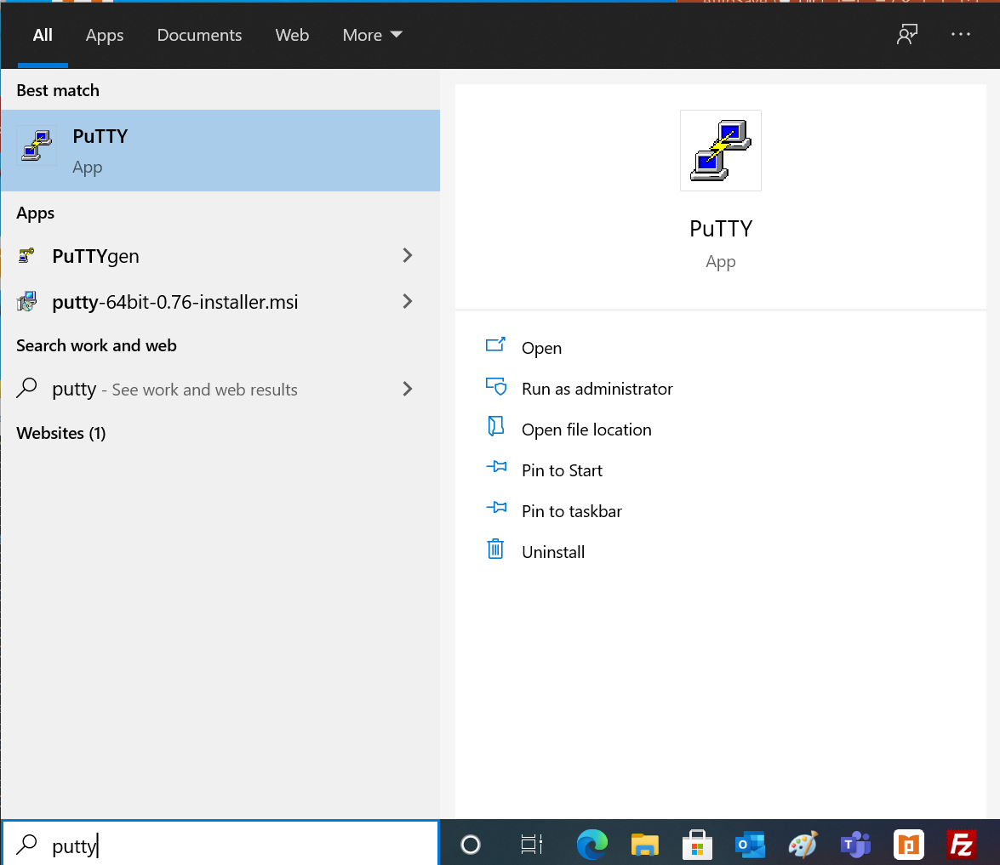 All Apps Documents Web More
Best match
PuTTY
App
Apps
PuTTYgen
putty-64bit-0.76-installer.msi
Search work and web
putty - See work and web results
Websites (1)
PuTTY
App
Open
Run as administrator
Open file location
Pin to Start
Pin to taskbar
Uninstall
putty